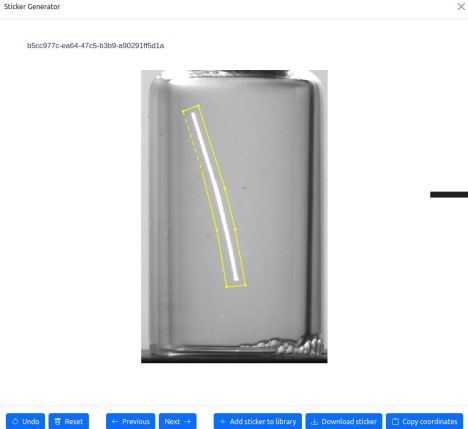 Sticker Generator
b5cc977c-ea64-47c5-b3b9-a90291ff5d1a
Undo
Reset
Previous
Next
Add sticker to library
Download sticker
Copy coordinates